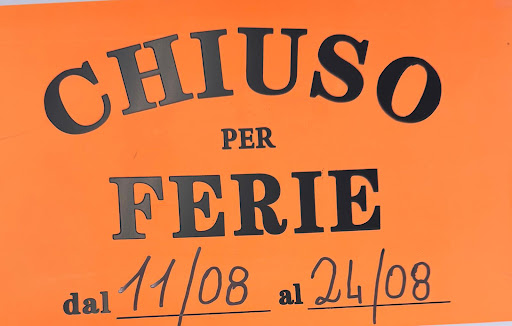 CHIUSO
PER
FERIE
dal 11/08 al 24/08